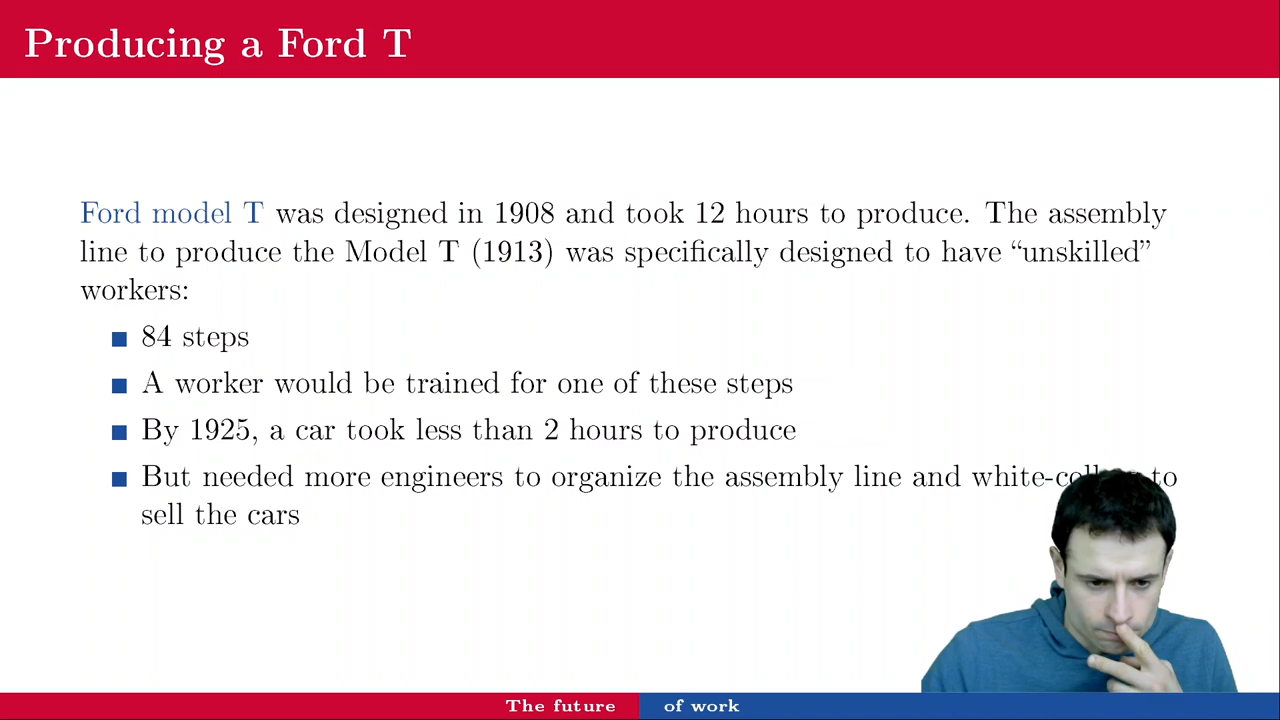 Producing a Ford T
Ford model T was designed in 1908 and took 12 hours to produce. The assembly
line to produce the Model T (1913) was specifically designed to have “unskilled”
workers:
84 steps
A worker would be trained for one of these steps
By 1925, a car took less than 2 hours to produce
But needed more engineers to organize the assembly line and to
sell the cars
The future of work